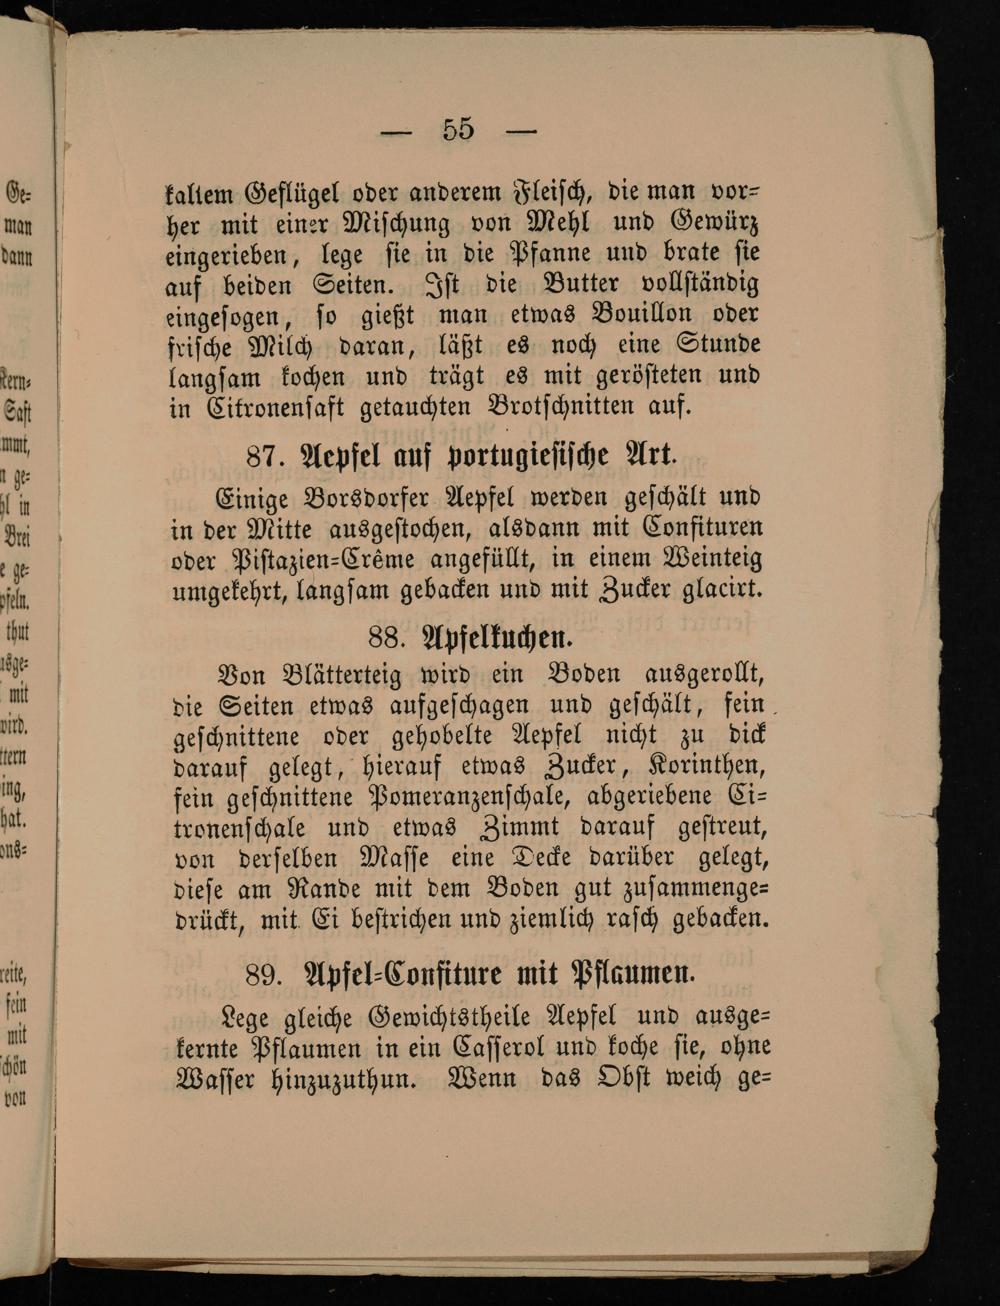 — 55 —
kaltem Geflügel oder anderem Fleiſch, die man vor-
her mit einer Miſchung von Mehl und Gewürz
eingerieben, lege ſie in die Pfanne und brate ſie
auf beiden Seiten. Iſt die Butter vollſtändig
eingeſogen, ſo gießt man etwas Bouillon oder
friſche Milch daran, läßt es noch eine Stunde
langſam kochen und trägt es mit geröſteten und
in Citronenſaft getauchten Brotſchnitten auf.
87. Aepfel auf portugieſiſche Art.
Einige Borsdorfer Aepfel werden geſchält und
in der Mitte ausgeſtochen, alsdann mit Confituren
oder Piſtazien-Crême angefüllt, in einem Weinteig
umgekehrt, langſam gebacken und mit Zucker glacirt.
88. Apfelkuchen.
Von Blätterteig wird ein Boden ausgerollt,
die Seiten etwas aufgeſchagen und geſchält, fein
geſchnittene oder gehobelte Aepfel nicht zu dick
darauf gelegt, hierauf etwas Zucker, Korinthen,
fein geſchnittene Pomeranzenſchale, abgeriebene Ci-
tronenſchale und etwas Zimmt darauf geſtreut,
von derſelben Maſſe eine Decke darüber gelegt,
dieſe am Rande mit dem Boden gut zuſammenge-
drückt, mit Ei beſtrichen und ziemlich raſch gebacken.
89. Apfel-Confiture mit Pflaumen.
Lege gleiche Gewichtstheile Aepfel und ausge-
kernte Pflaumen in ein Caſſerol und koche ſie, ohne
Waſſer hinzuzuthun. Wenn das Obſt weich ge-